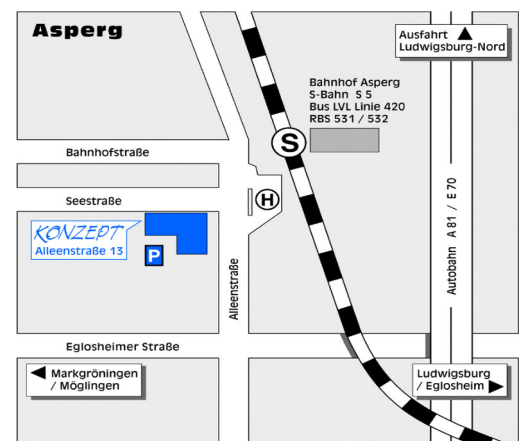 Asperg
Ausfahrt
Ludwigsburg-Nord
Bahnhof Asperg
S-Bahn S 5
Bus LVL Linie 420
RBS 531 / 532
S
Bahnhofstraße
Seestraße
H
KONZEPT
Alleenstraße 13
P
Alleenstraße
Autobahn A 81 / E 70
Eglosheimer Straße
Markgröningen
/ Möglingen
Ludwigsburg
/ Eglosheim